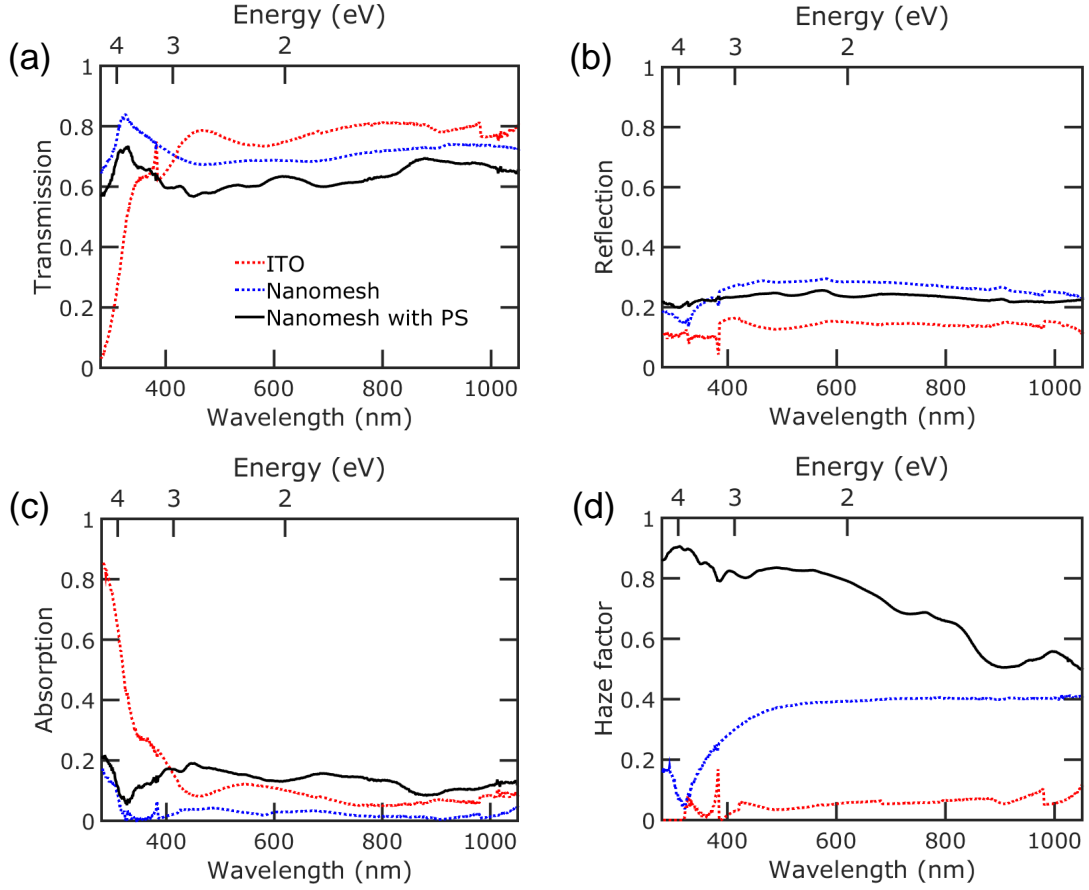 Energy (eV)
(a)
4 3 2
1
0.8
0.6
0.4
0.2
0
Transmission
ITO
Nanomesh
Nanomesh with PS
400 600 800 1000
Wavelength (nm)
Energy (eV)
(b)
4 3 2
1
0.8
0.6
0.4
0.2
0
Reflection
400 600 800 1000
Wavelength (nm)
Energy (eV)
(c)
4 3 2
1
0.8
0.6
0.4
0.2
0
Absorption
400 600 800 1000
Wavelength (nm)
Energy (eV)
(d)
4 3 2
1
0.8
0.6
0.4
0.2
0
Haze factor
400 600 800 1000
Wavelength (nm)